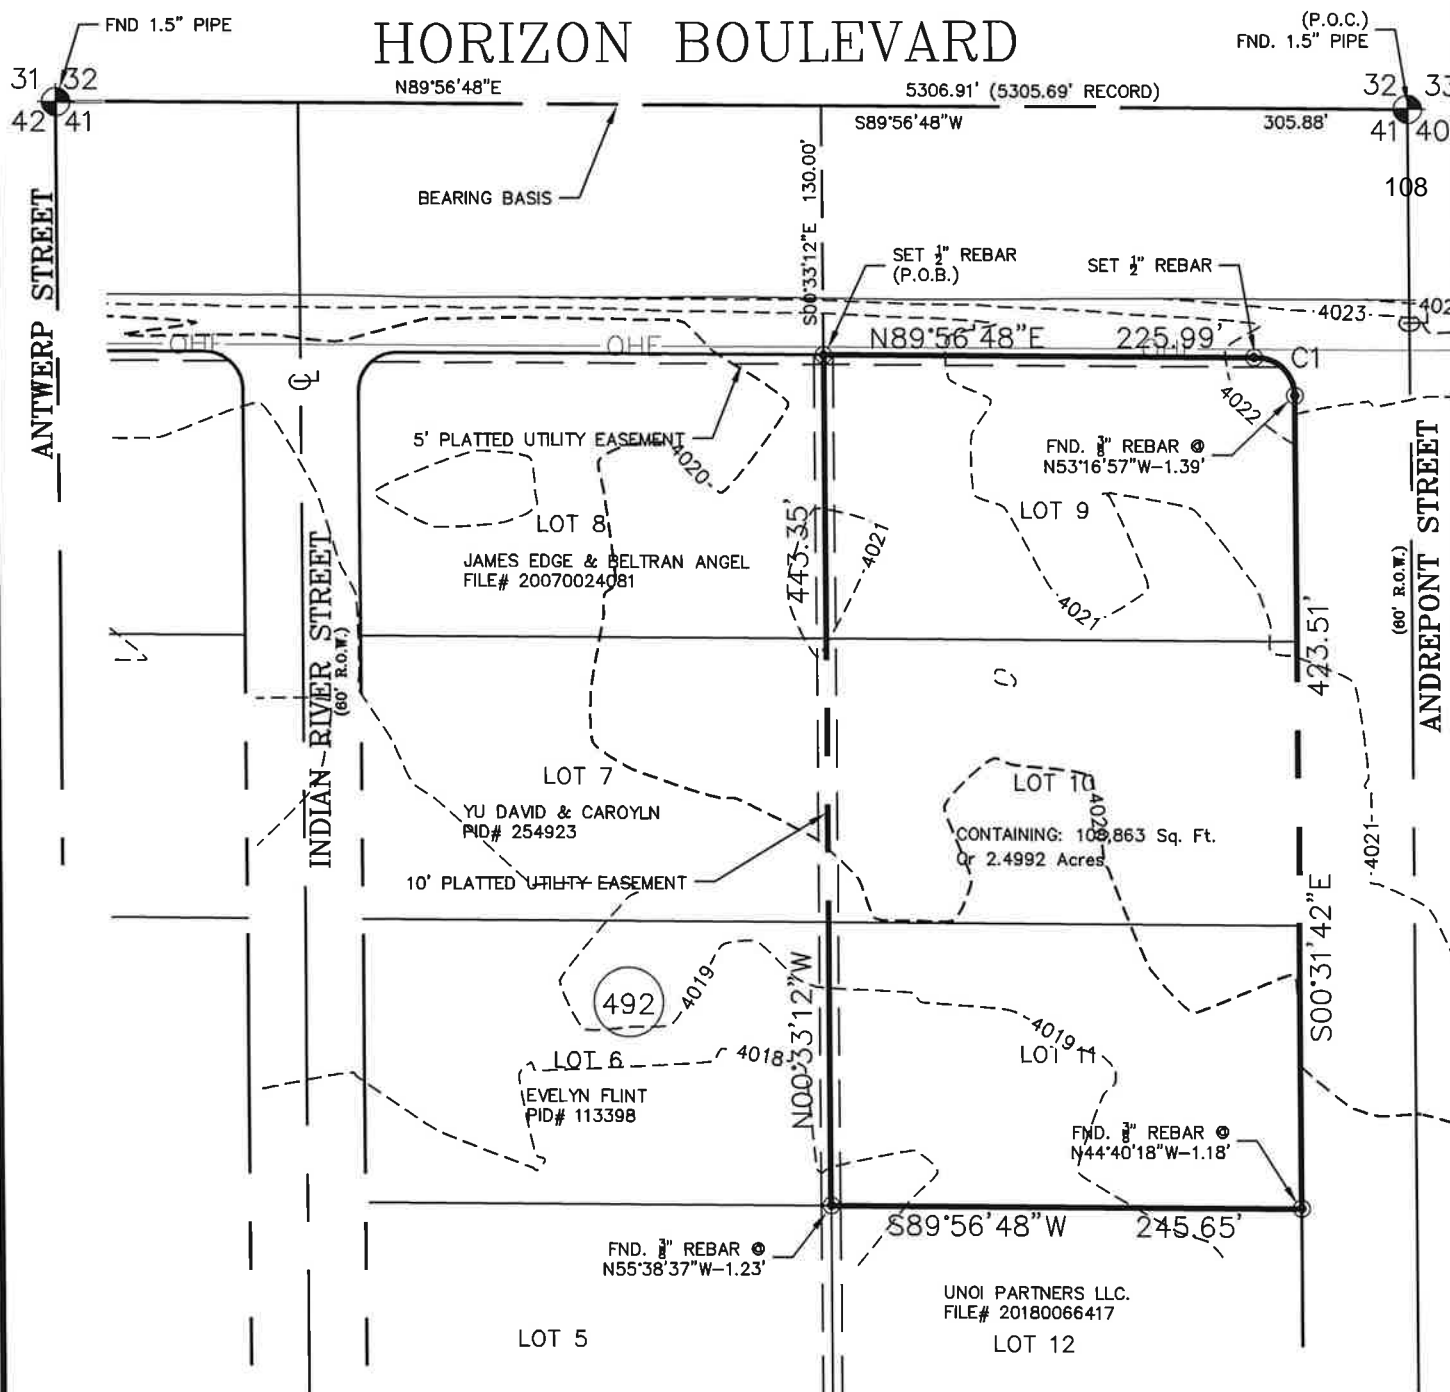 FND 1.5" PIPE
HORIZON BOULEVARD
(P.O.C.)
FND. 1.5" PIPE
31 32
42 41
N89°56'48"E
5306.91' (5305.69' RECORD)
S89°56'48"W
305.88'
32 33
41 40
108
BEARING BASIS
S00°33'12"E 130.00'
ANTWERP STREET
SET 1/2" REBAR
(P.O.B.)
SET 1/2" REBAR
4023
OHE
OHE
N89°56'48"E 225.99'
C1
4022
5' PLATTED UTILITY EASEMENT
4020
FND. 3/8" REBAR @
N53°16'57"W-1.39'
LOT 8
JAMES EDGE & BELTRAN ANGEL
FILE# 20070024081
443.35'
4021
LOT 9
4021
INDIAN RIVER STREET
(60' R.O.W.)
423.51'
ANDREPONT STREET
(60' R.O.W.)
LOT 7
YU DAVID & CAROYLN
PID# 254923
10' PLATTED UTILITY EASEMENT
LOT 10
4020
CONTAINING: 108,863 Sq. Ft.
Or 2.4992 Acres
4021
S00°31'42"E
492
4019
N00°33'12"W
4019
LOT 11
LOT 6
4018
EVELYN FLINT
PID# 113398
FND. 3/8" REBAR @
N44°40'18"W-1.18'
S89°56'48"W 245.65'
FND. 3/8" REBAR @
N55°38'37"W-1.23'
UNOI PARTNERS LLC.
FILE# 20180066417
LOT 5
LOT 12